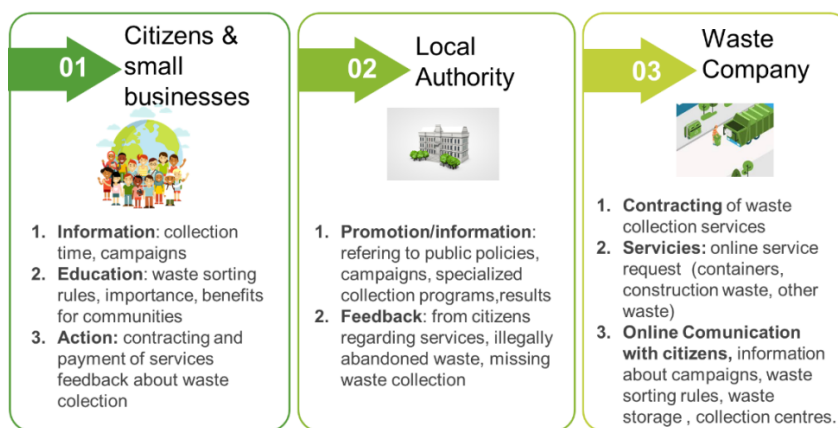 01
Citizens &
small
businesses
1. Information: collection
time, campaigns
2. Education: waste sorting
rules, importance, benefits
for communities
3. Action: contracting and
payment of services
feedback about waste
colection
02
Local
Authority
1. Promotion/information:
refering to public policies,
campaigns, specialized
collection programs,results
2. Feedback: from citizens
regarding services, illegally
abandoned waste, missing
waste collection
03
Waste
Company
1. Contracting of waste
collection services
2. Servicies: online service
request (containers,
construction waste, other
waste)
3. Online Comunication
with citizens, information
about campaigns, waste
sorting rules, waste
storage , collection centres.